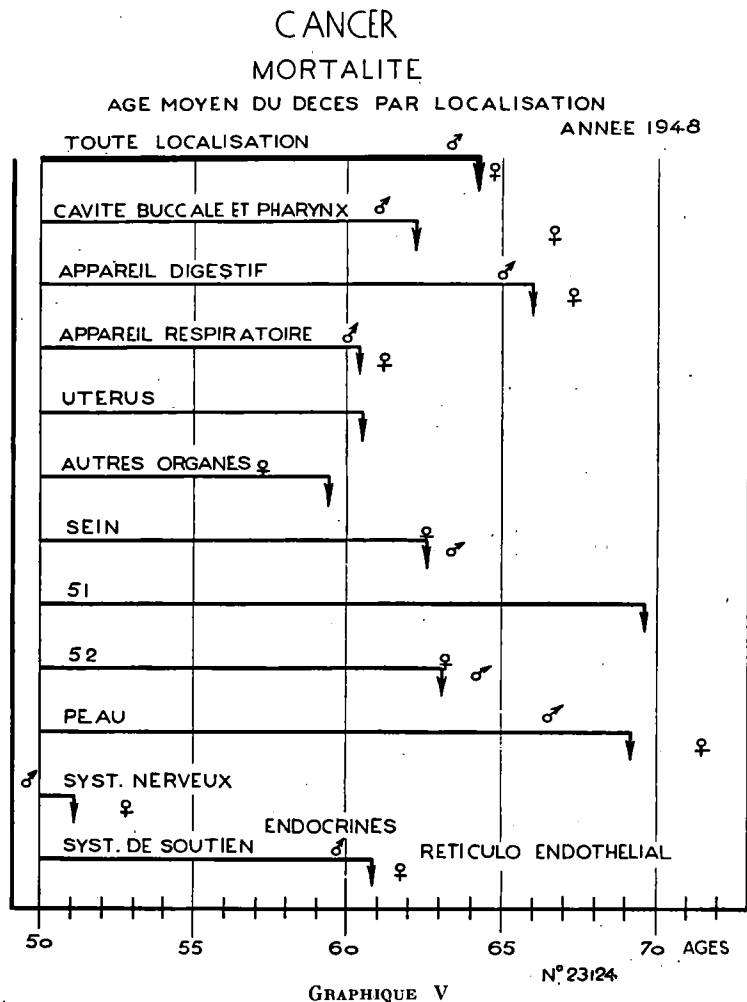 CANCER
MORTALITE
AGE MOYEN DU DECES PAR LOCALISATION
ANNEE 1948
TOUTE LOCALISATION ♂
♀
CAVITE BUCCALE ET PHARYNX ♂
♀
APPAREIL DIGESTIF ♂
♀
APPAREIL RESPIRATOIRE ♂
♀
UTERUS
AUTRES ORGANES ♀
SEIN ♀
♂
51
52 ♀
♂
PEAU ♂
♀
♂ SYST. NERVEUX
♀
ENDOCRINES
SYST. DE SOUTIEN ♂ RETICULO ENDOTHELIAL
♀
50 55 60 65 70 AGES
N° 23124
GRAPHIQUE V